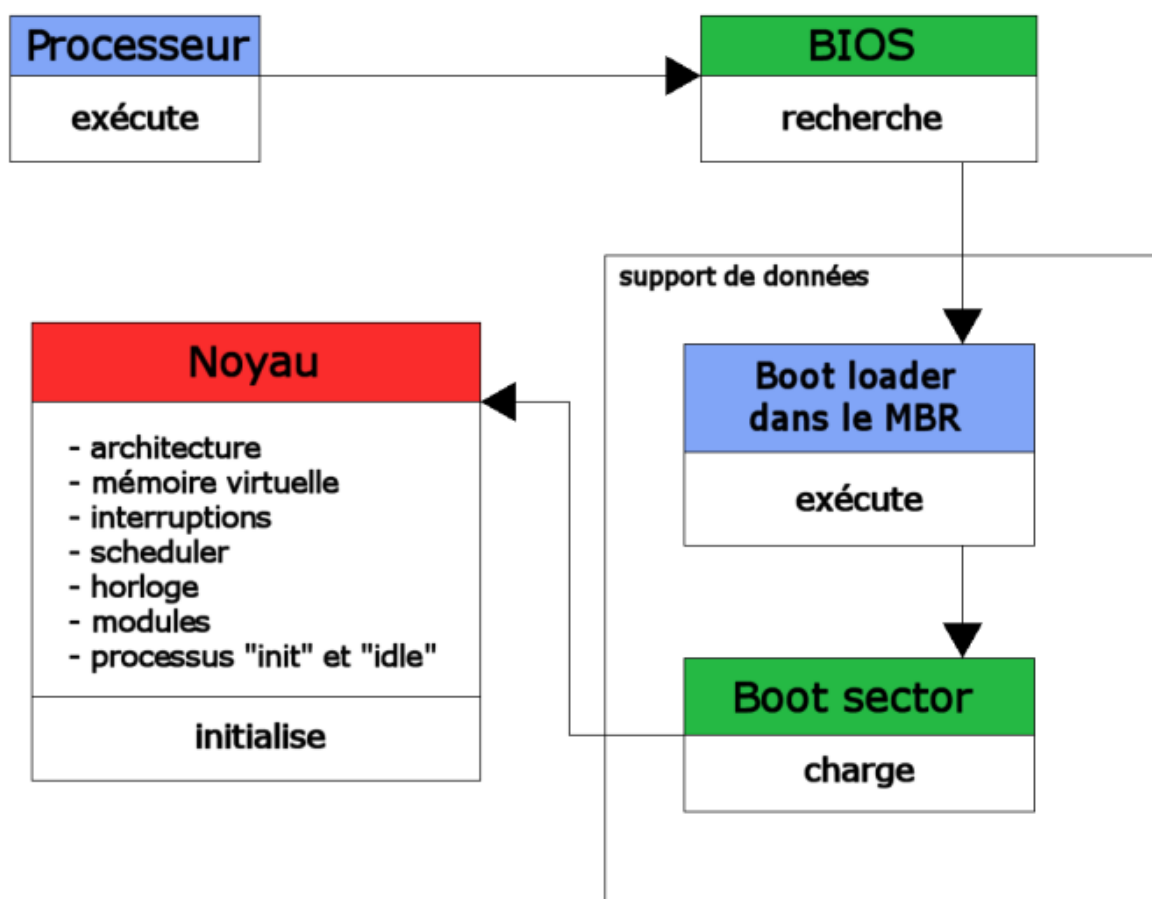 Processeur
exécute
BIOS
recherche
support de données
Boot loader
dans le MBR
exécute
Boot sector
charge
Noyau
- architecture
- mémoire virtuelle
- interruptions
- scheduler
- horloge
- modules
- processus "init" et "idle"
initialise